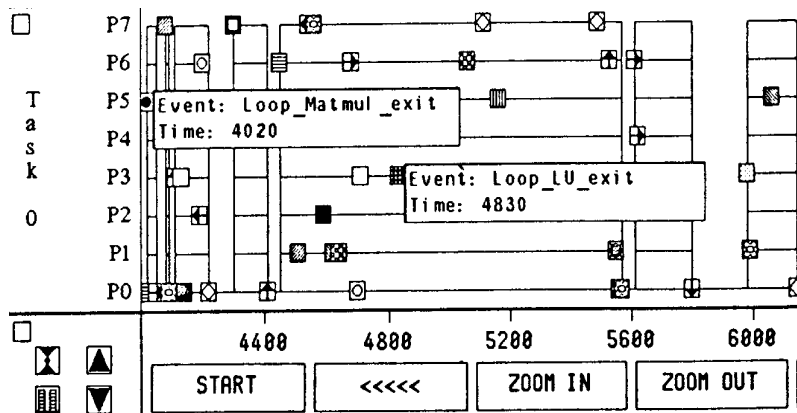 P7
P6
P5
P4
P3
P2
P1
P0
Task 0
Event: Loop_Matmul_exit
Time: 4020
Event: Loop_LU_exit
Time: 4830
4400 4800 5200 5600 6000
START <<<<< ZOOM IN ZOOM OUT